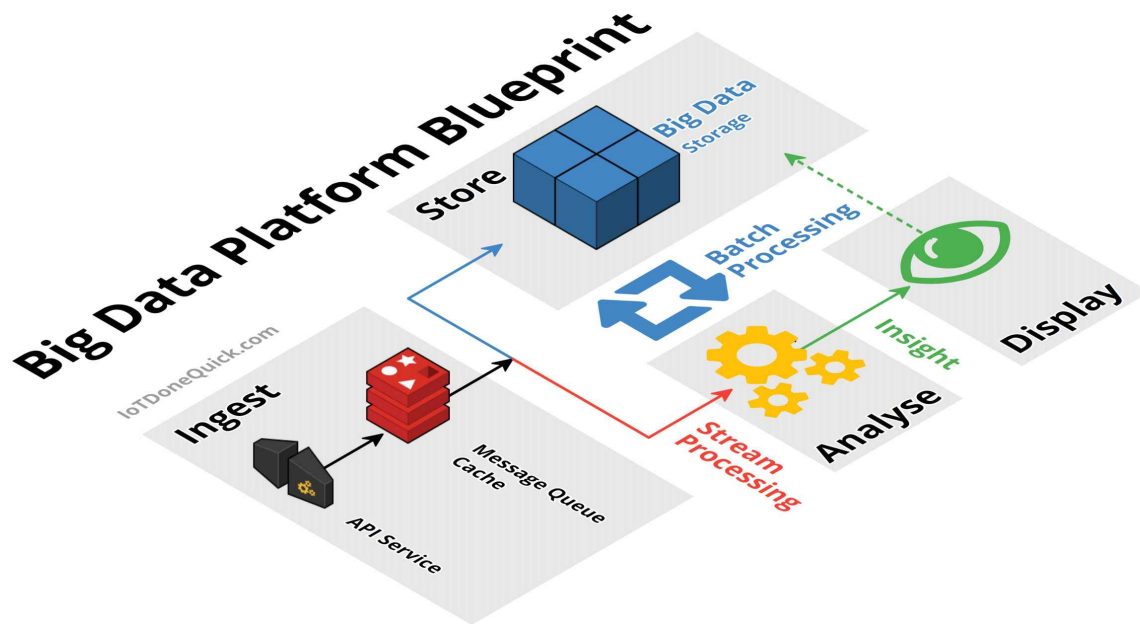 Big Data Platform Blueprint
IoTDoneQuick.com
Store
Big Data
Storage
Batch
Processing
Ingest
API Service
Message Queue
Cache
Stream
Processing
Analyse
Insight
Display